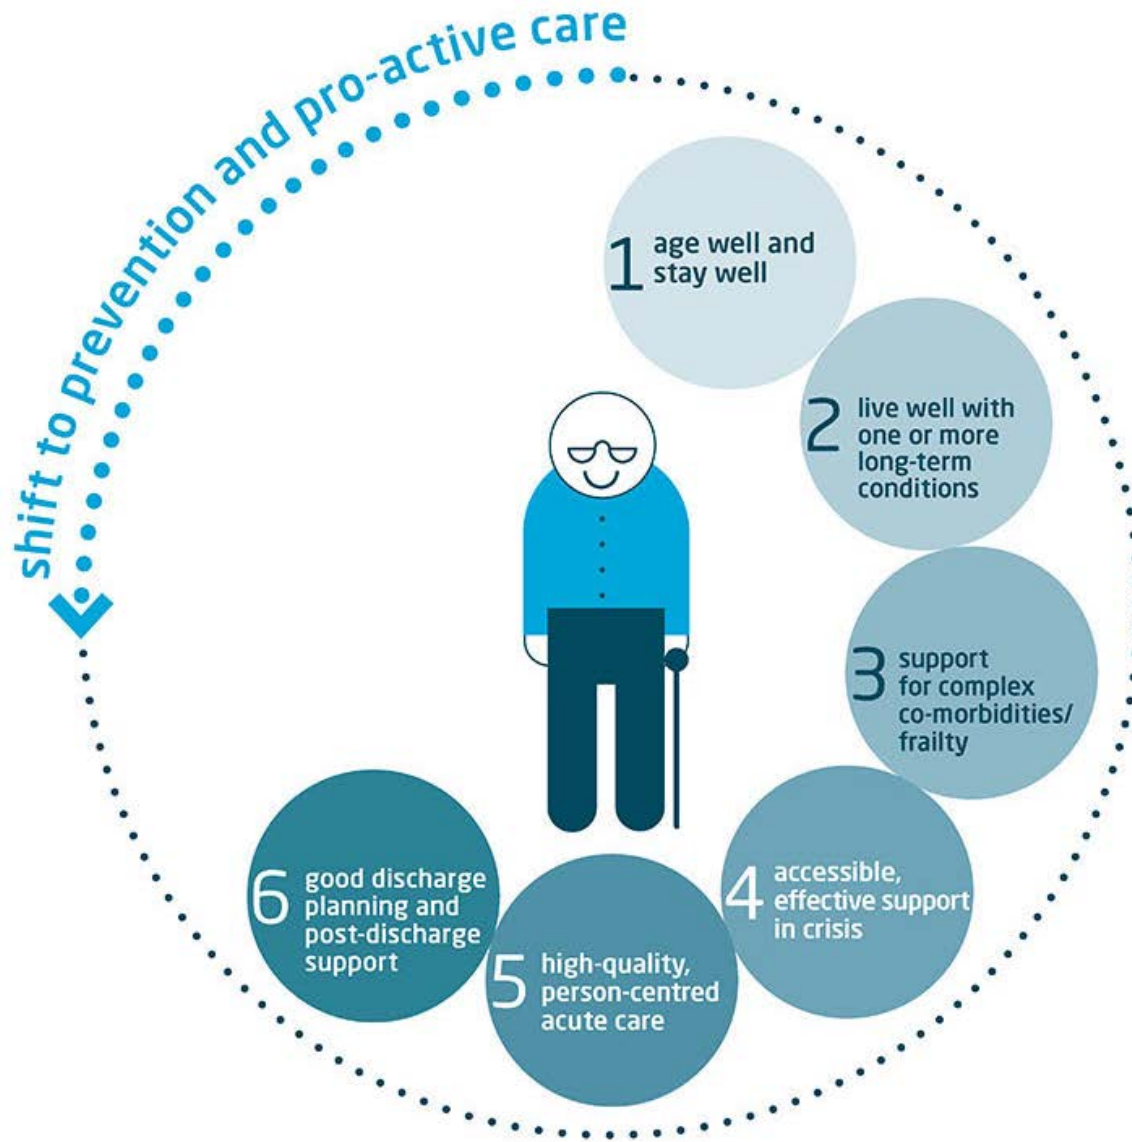 shift to prevention and pro-active care
1 age well and
stay well
2 live well with
one or more
long-term
conditions
3 support
for complex
co-morbidities/
frailty
4 accessible,
effective support
in crisis
5 high-quality,
person-centred
acute care
6 good discharge
planning and
post-discharge
support